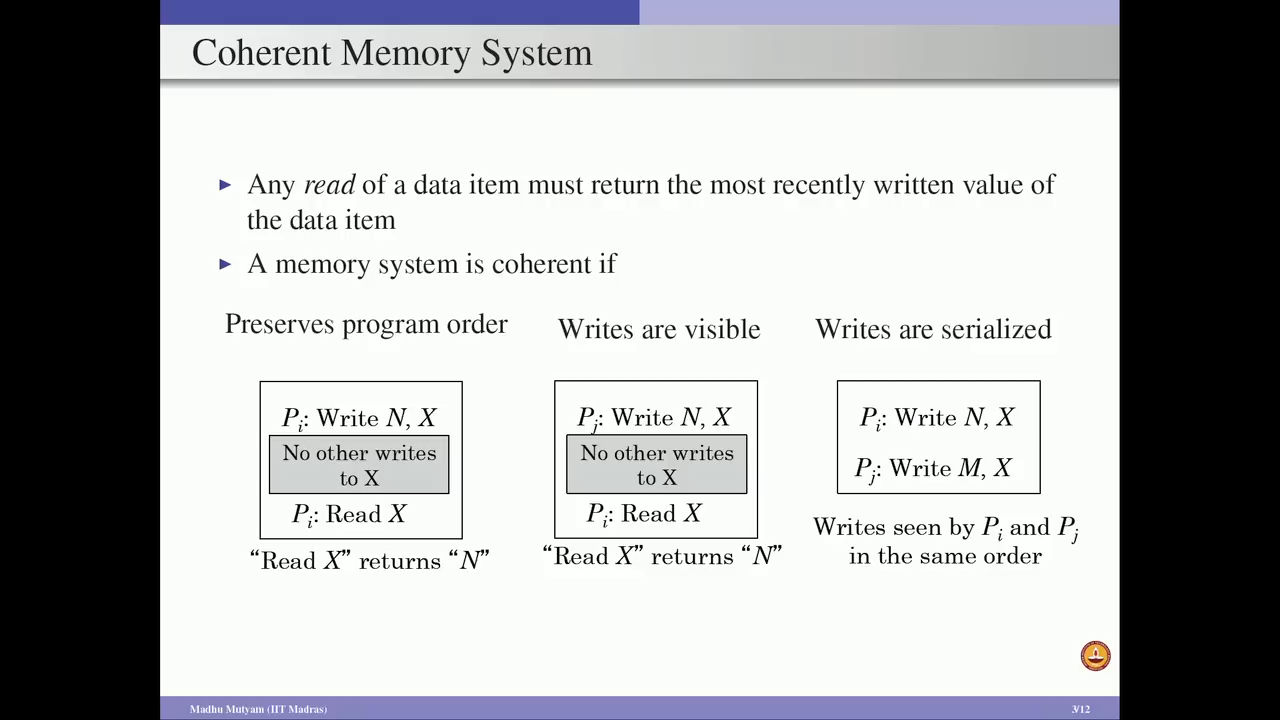 Coherent Memory System
▶ Any read of a data item must return the most recently written value of
the data item
▶ A memory system is coherent if
Preserves program order
Pi: Write N, X
No other writes
to X
Pi: Read X
“Read X” returns “N”
Writes are visible
Pj: Write N, X
No other writes
to X
Pi: Read X
“Read X” returns “N”
Writes are serialized
Pi: Write N, X
Pj: Write M, X
Writes seen by Pi and Pj
in the same order
Madhu Mutyam (IIT Madras)
3/12